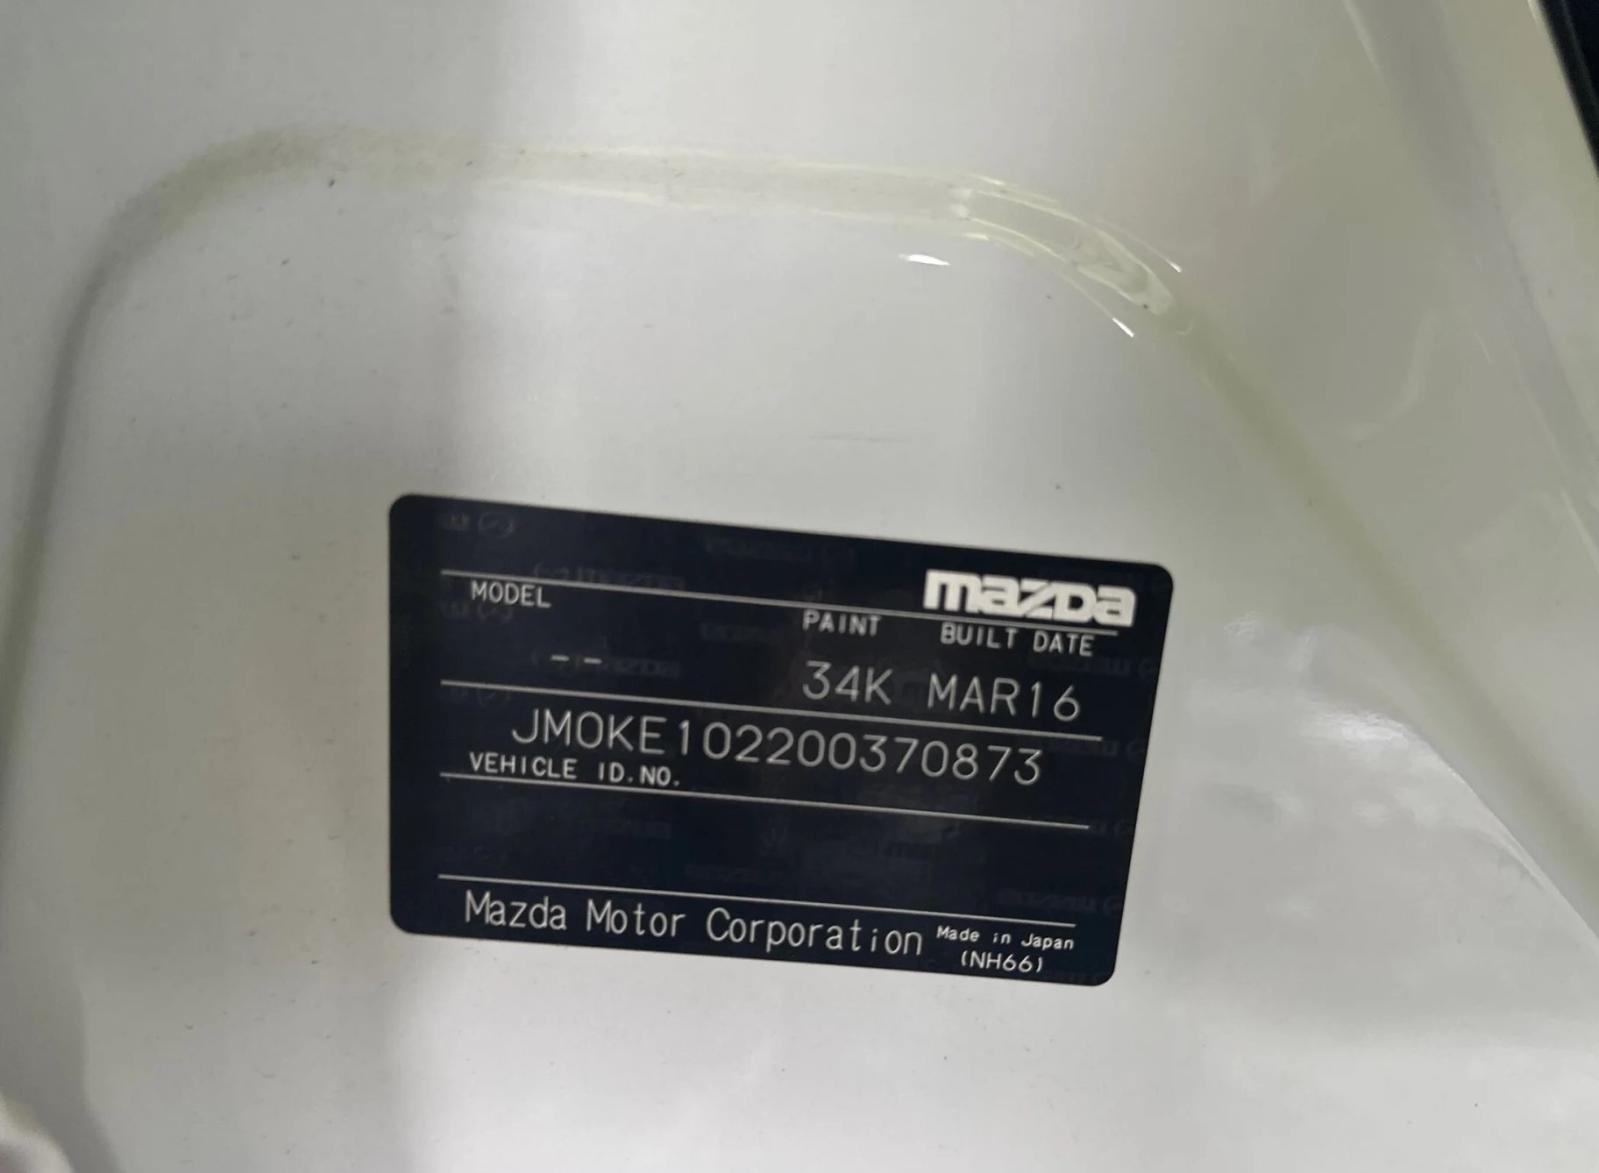 mazda
MODEL PAINT BUILT DATE
-- 34K MAR16
JM0KE102200370873
VEHICLE ID.NO.
Mazda Motor Corporation Made in Japan
(NH66)